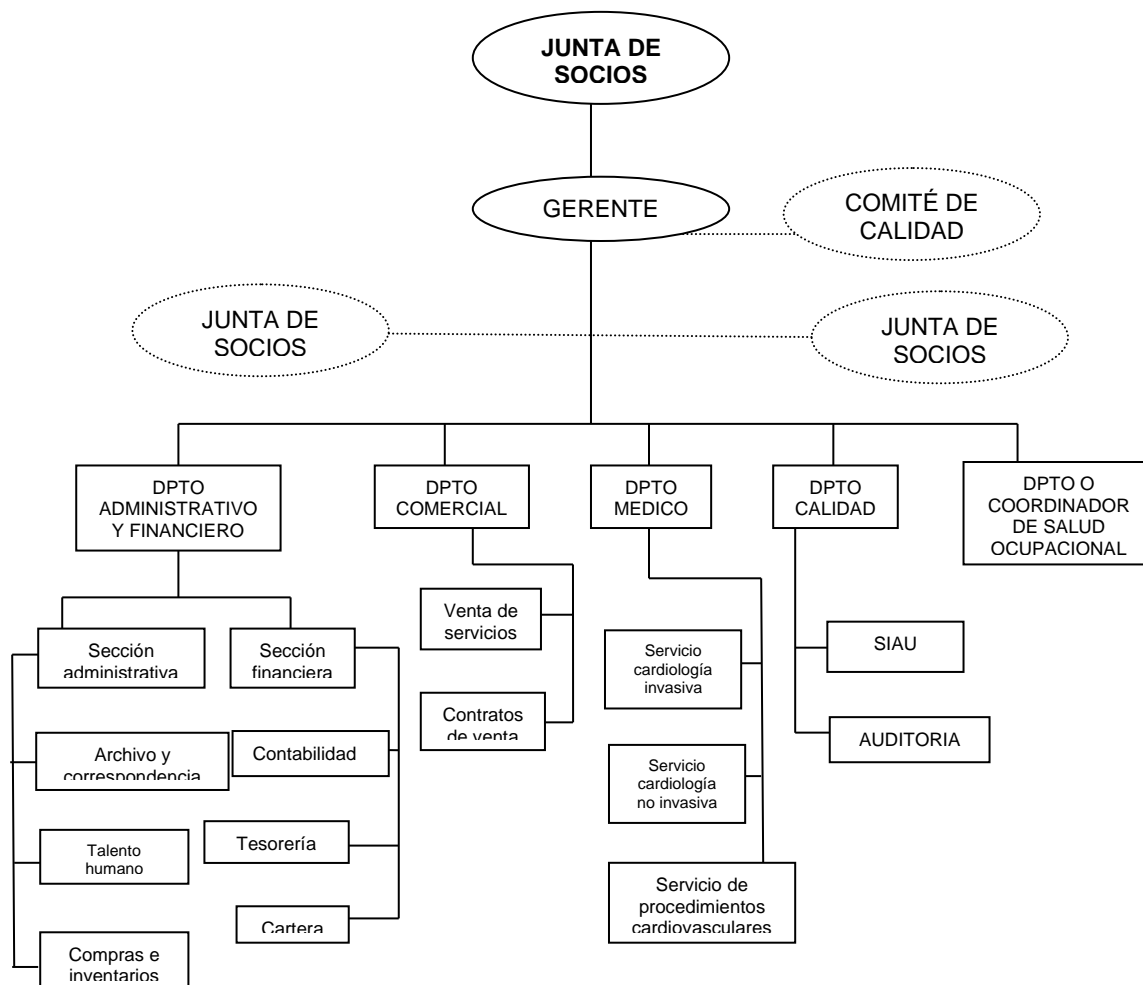 JUNTA DE
SOCIOS
GERENTE
COMITÉ DE
CALIDAD
JUNTA DE
SOCIOS
JUNTA DE
SOCIOS
DPTO
ADMINISTRATIVO
Y FINANCIERO
DPTO
COMERCIAL
DPTO
MEDICO
DPTO
CALIDAD
DPTO O
COORDINADOR
DE SALUD
OCUPACIONAL
Sección
administrativa
Sección
financiera
Archivo y
correspondencia
Contabilidad
Talento
humano
Tesorería
Compras e
inventarios
Cartera
Venta de
servicios
Contratos
de venta
Servicio
cardiología
invasiva
Servicio
cardiología
no invasiva
Servicio de
procedimientos
cardiovasculares
SIAU
AUDITORIA